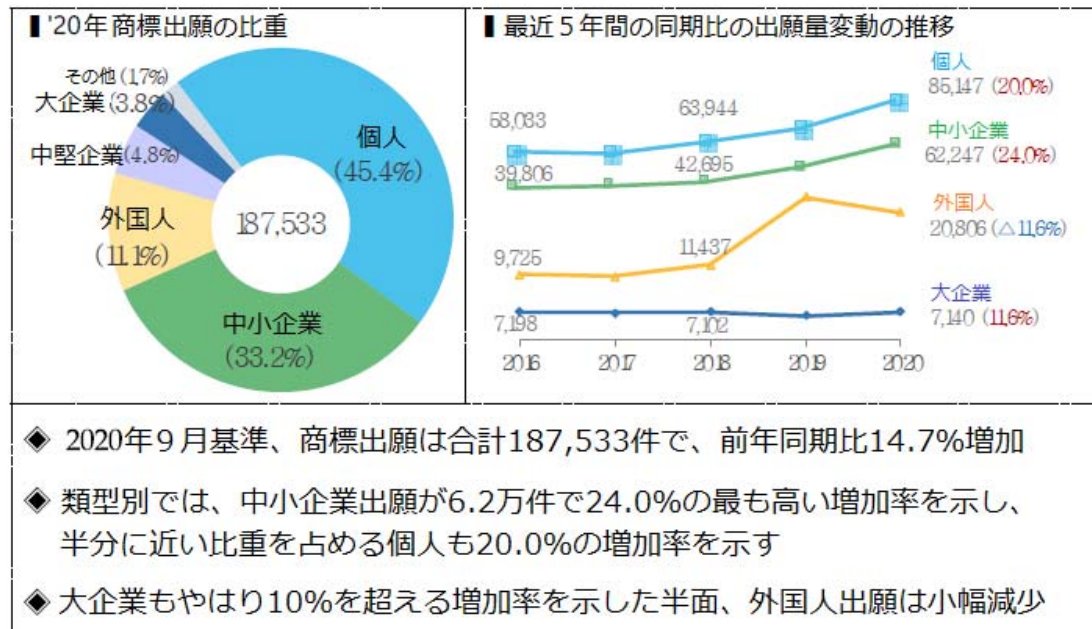 ▌'20年商標出願の比重
その他(1.7%)
大企業(3.8%)
中堅企業(4.8%)
外国人
(11.1%)
個人
(45.4%)
187,533
中小企業
(33.2%)
▌最近5年間の同期比の出願量変動の推移
個人
85,147 (20.0%)
58,033
63,944
中小企業
62,247 (24.0%)
39,806
42,695
外国人
20,806 (△11.6%)
9,725
11,437
大企業
7,140 (11.6%)
7,198
7,102
2016 2017 2018 2019 2020
◈ 2020年9月基準、商標出願は合計187,533件で、前年同期比14.7%増加
◈ 類型別では、中小企業出願が6.2万件で24.0%の最も高い増加率を示し、
半分に近い比重を占める個人も20.0%の増加率を示す
◈ 大企業もやはり10%を超える増加率を示した半面、外国人出願は小幅減少